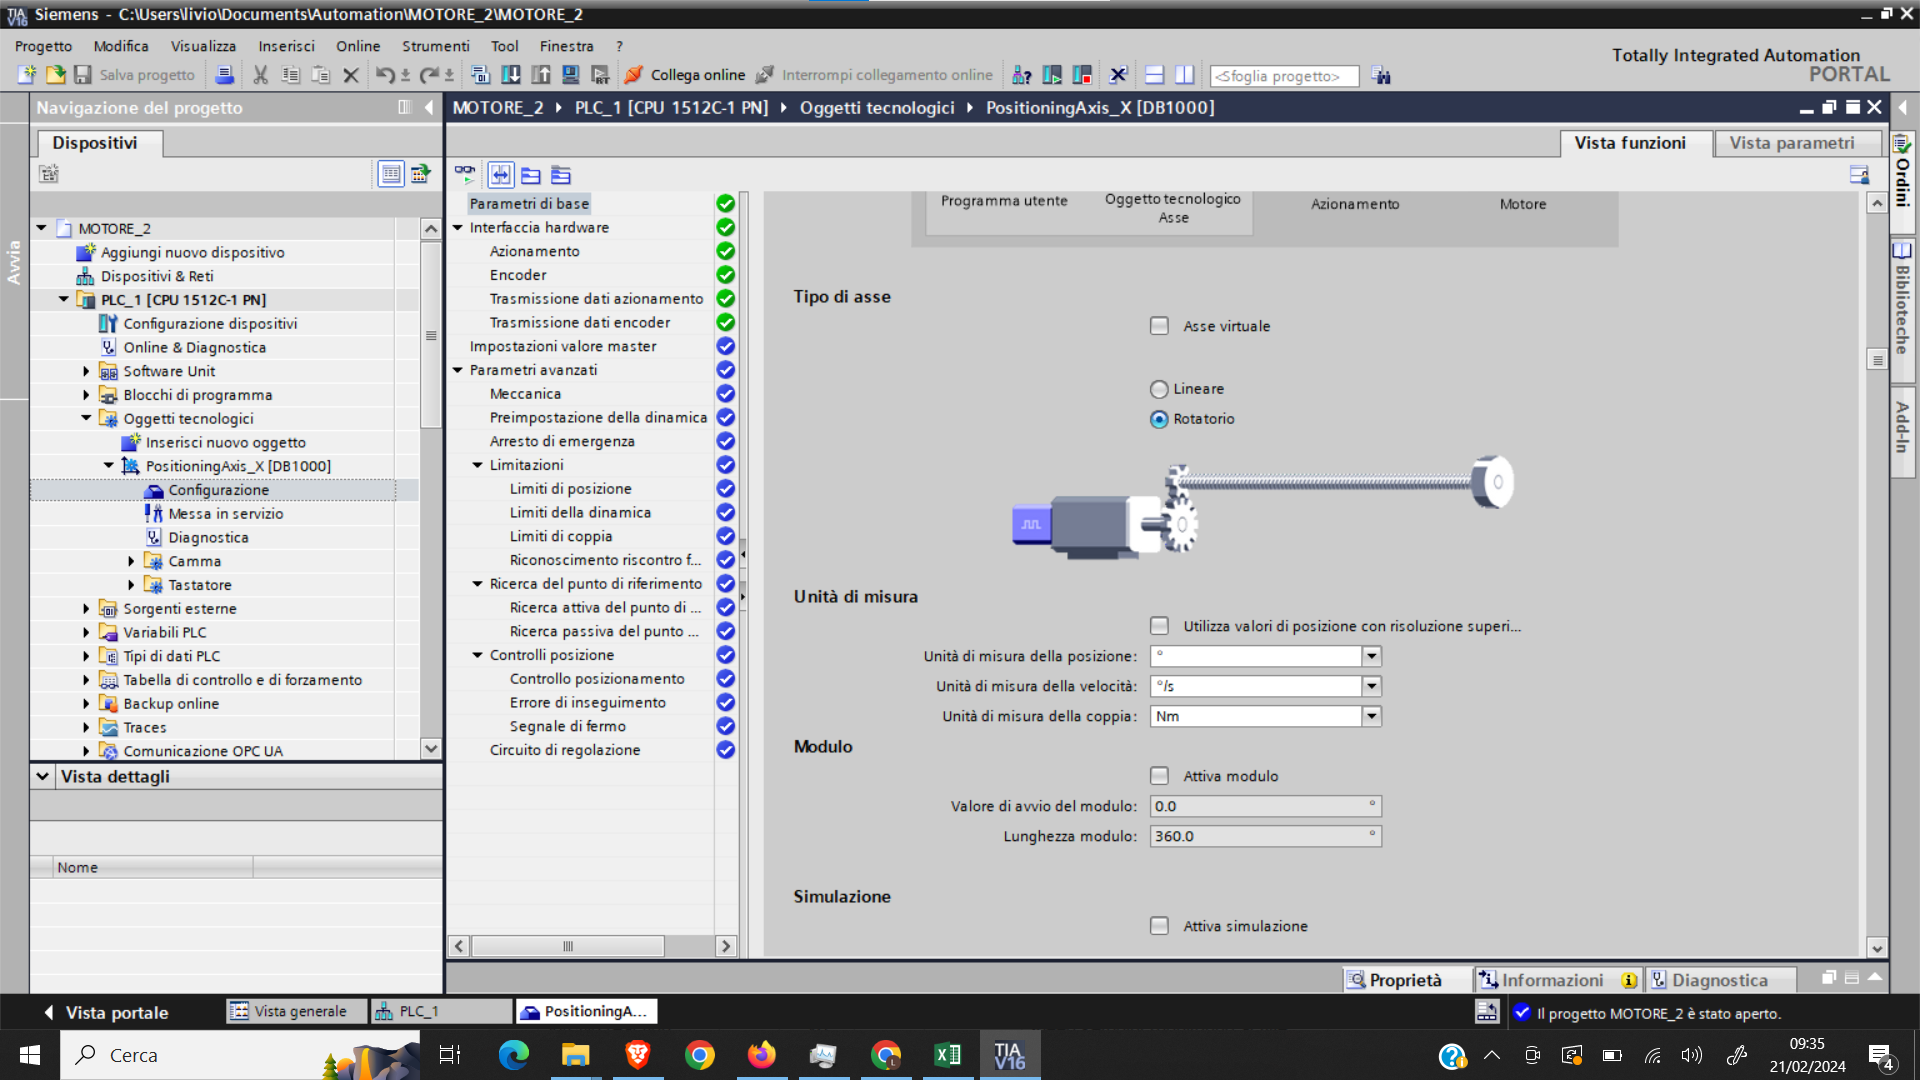 Siemens - C:\Users\livio\Documents\Automation\MOTORE_2\MOTORE_2
Progetto Modifica Visualizza Inserisci Online Strumenti Tool Finestra ?
Totally Integrated Automation
PORTAL
Salva progetto
Collega online
Interrompi collegamento online
<Sfoglia progetto>
Navigazione del progetto
MOTORE_2 PLC_1 [CPU 1512C-1 PN] Oggetti tecnologici PositioningAxis_X [DB1000]
Dispositivi
Vista funzioni
Vista parametri
Avvia
MOTORE_2
Aggiungi nuovo dispositivo
Dispositivi & Reti
PLC_1 [CPU 1512C-1 PN]
Configurazione dispositivi
Online & Diagnostica
Software Unit
Blocchi di programma
Oggetti tecnologici
Inserisci nuovo oggetto
PositioningAxis_X [DB1000]
Configurazione
Messa in servizio
Diagnostica
Camma
Tastatore
Sorgenti esterne
Variabili PLC
Tipi di dati PLC
Tabella di controllo e di forzamento
Backup online
Traces
Comunicazione OPC UA
Vista dettagli
Nome
Parametri di base
Interfaccia hardware
Azionamento
Encoder
Trasmissione dati azionamento
Trasmissione dati encoder
Impostazioni valore master
Parametri avanzati
Meccanica
Preimpostazione della dinamica
Arresto di emergenza
Limitazioni
Limiti di posizione
Limiti della dinamica
Limiti di coppia
Riconoscimento riscontro f...
Ricerca del punto di riferimento
Ricerca attiva del punto di ...
Ricerca passiva del punto ...
Controlli posizione
Controllo posizionamento
Errore di inseguimento
Segnale di fermo
Circuito di regolazione
Programma utente
Oggetto tecnologico
Asse
Azionamento
Motore
Tipo di asse
Asse virtuale
Lineare
Rotatorio
Unità di misura
Utilizza valori di posizione con risoluzione superi...
Unità di misura della posizione: °
Unità di misura della velocità: °/s
Unità di misura della coppia: Nm
Modulo
Attiva modulo
Valore di avvio del modulo: 0.0 °
Lunghezza modulo: 360.0 °
Simulazione
Attiva simulazione
Ordini
Biblioteche
Add-In
Proprietà
Informazioni
Diagnostica
Vista portale
Vista generale
PLC_1
PositioningA...
Il progetto MOTORE_2 è stato aperto.
Cerca
TIA
V16
09:35
21/02/2024
4